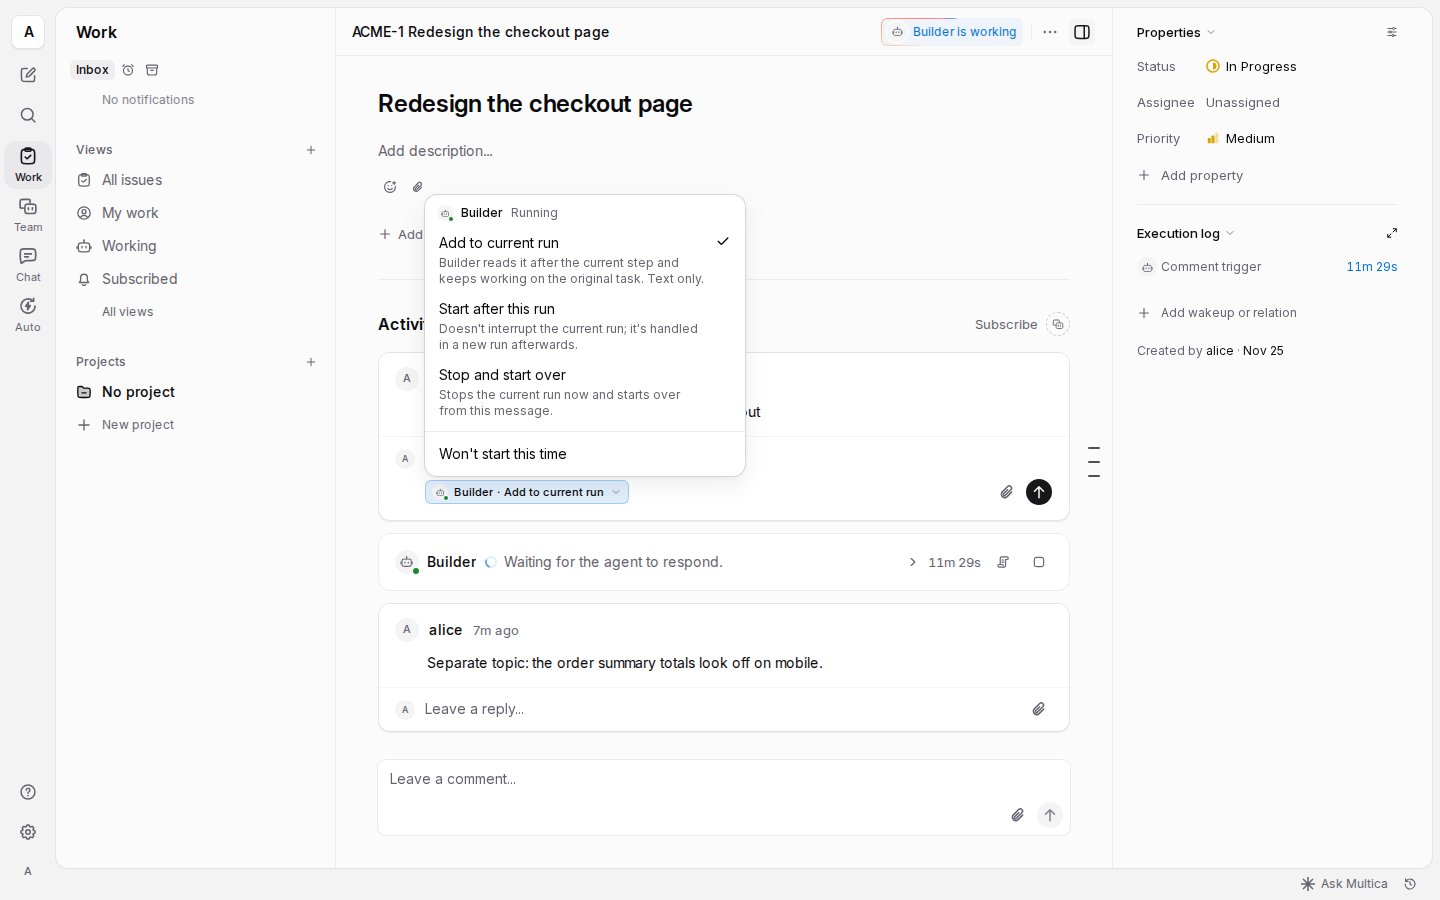 A
Work
Inbox
No notifications
Views
All issues
My work
Working
Subscribed
All views
Projects
No project
New project
Work
Team
Chat
Auto
A
ACME-1 Redesign the checkout page
Builder is working
Redesign the checkout page
Add description...
Add
Builder Running
Add to current run
Builder reads it after the current step and
keeps working on the original task. Text only.
Start after this run
Doesn't interrupt the current run; it's handled
in a new run afterwards.
Stop and start over
Stops the current run now and starts over
from this message.
Won't start this time
Subscribe
A
A
Builder · Add to current run
Builder Waiting for the agent to respond. 11m 29s
A alice 7m ago
Separate topic: the order summary totals look off on mobile.
A Leave a reply...
Leave a comment...
Properties
Status In Progress
Assignee Unassigned
Priority Medium
Add property
Execution log
Comment trigger 11m 29s
Add wakeup or relation
Created by alice · Nov 25
Ask Multica